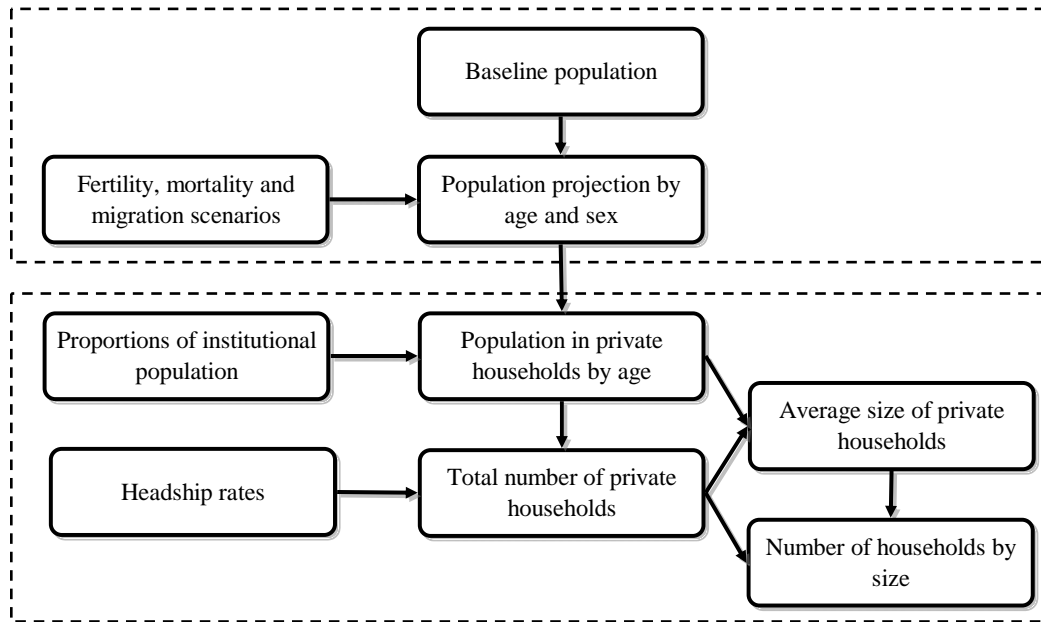 Baseline population
Fertility, mortality and
migration scenarios
Population projection by
age and sex
Proportions of institutional
population
Population in private
households by age
Average size of private
households
Headship rates
Total number of private
households
Number of households by
size